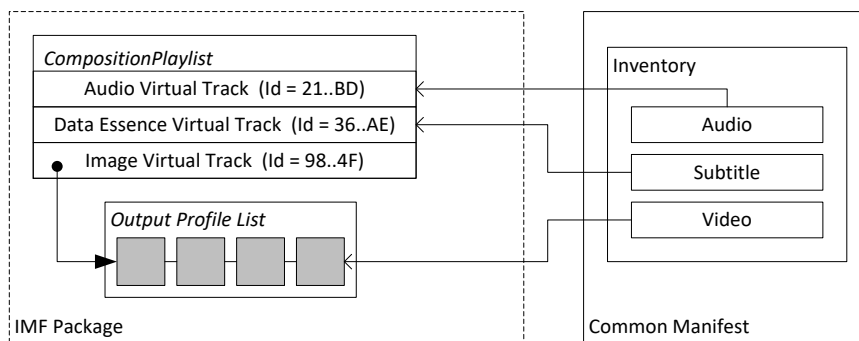 CompositionPlaylist
Audio Virtual Track (Id = 21..BD)
Data Essence Virtual Track (Id = 36..AE)
Image Virtual Track (Id = 98..4F)
Output Profile List
IMF Package
Inventory
Audio
Subtitle
Video
Common Manifest